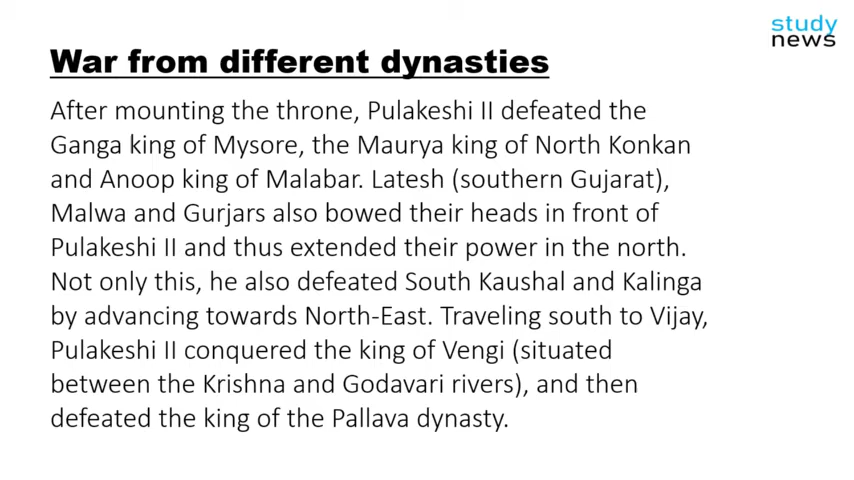 study
news
War from different dynasties
After mounting the throne, Pulakeshi II defeated the
Ganga king of Mysore, the Maurya king of North Konkan
and Anoop king of Malabar. Latesh (southern Gujarat),
Malwa and Gurjars also bowed their heads in front of
Pulakeshi II and thus extended their power in the north.
Not only this, he also defeated South Kaushal and Kalinga
by advancing towards North-East. Traveling south to Vijay,
Pulakeshi II conquered the king of Vengi (situated
between the Krishna and Godavari rivers), and then
defeated the king of the Pallava dynasty.